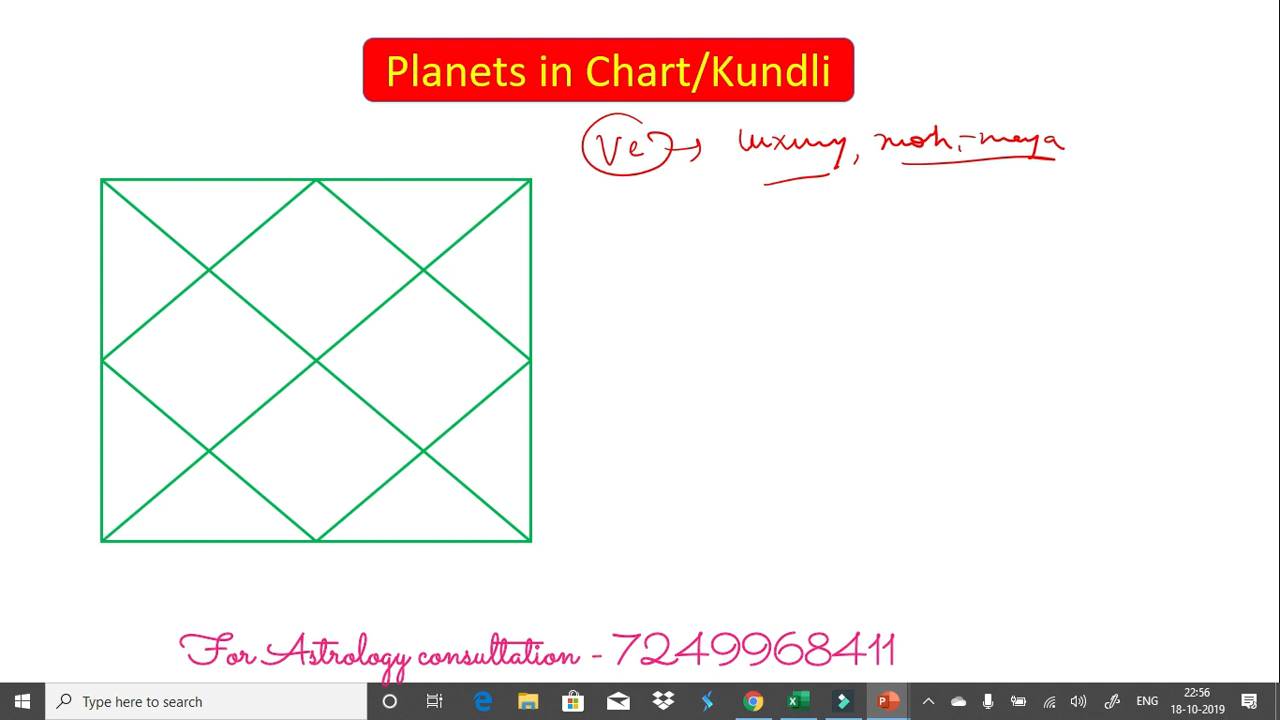 Planets in Chart/Kundli
Ve → luxury, moh-maya
For Astrology consultation - 7249968411
Type here to search
ENG
22:56
18-10-2019